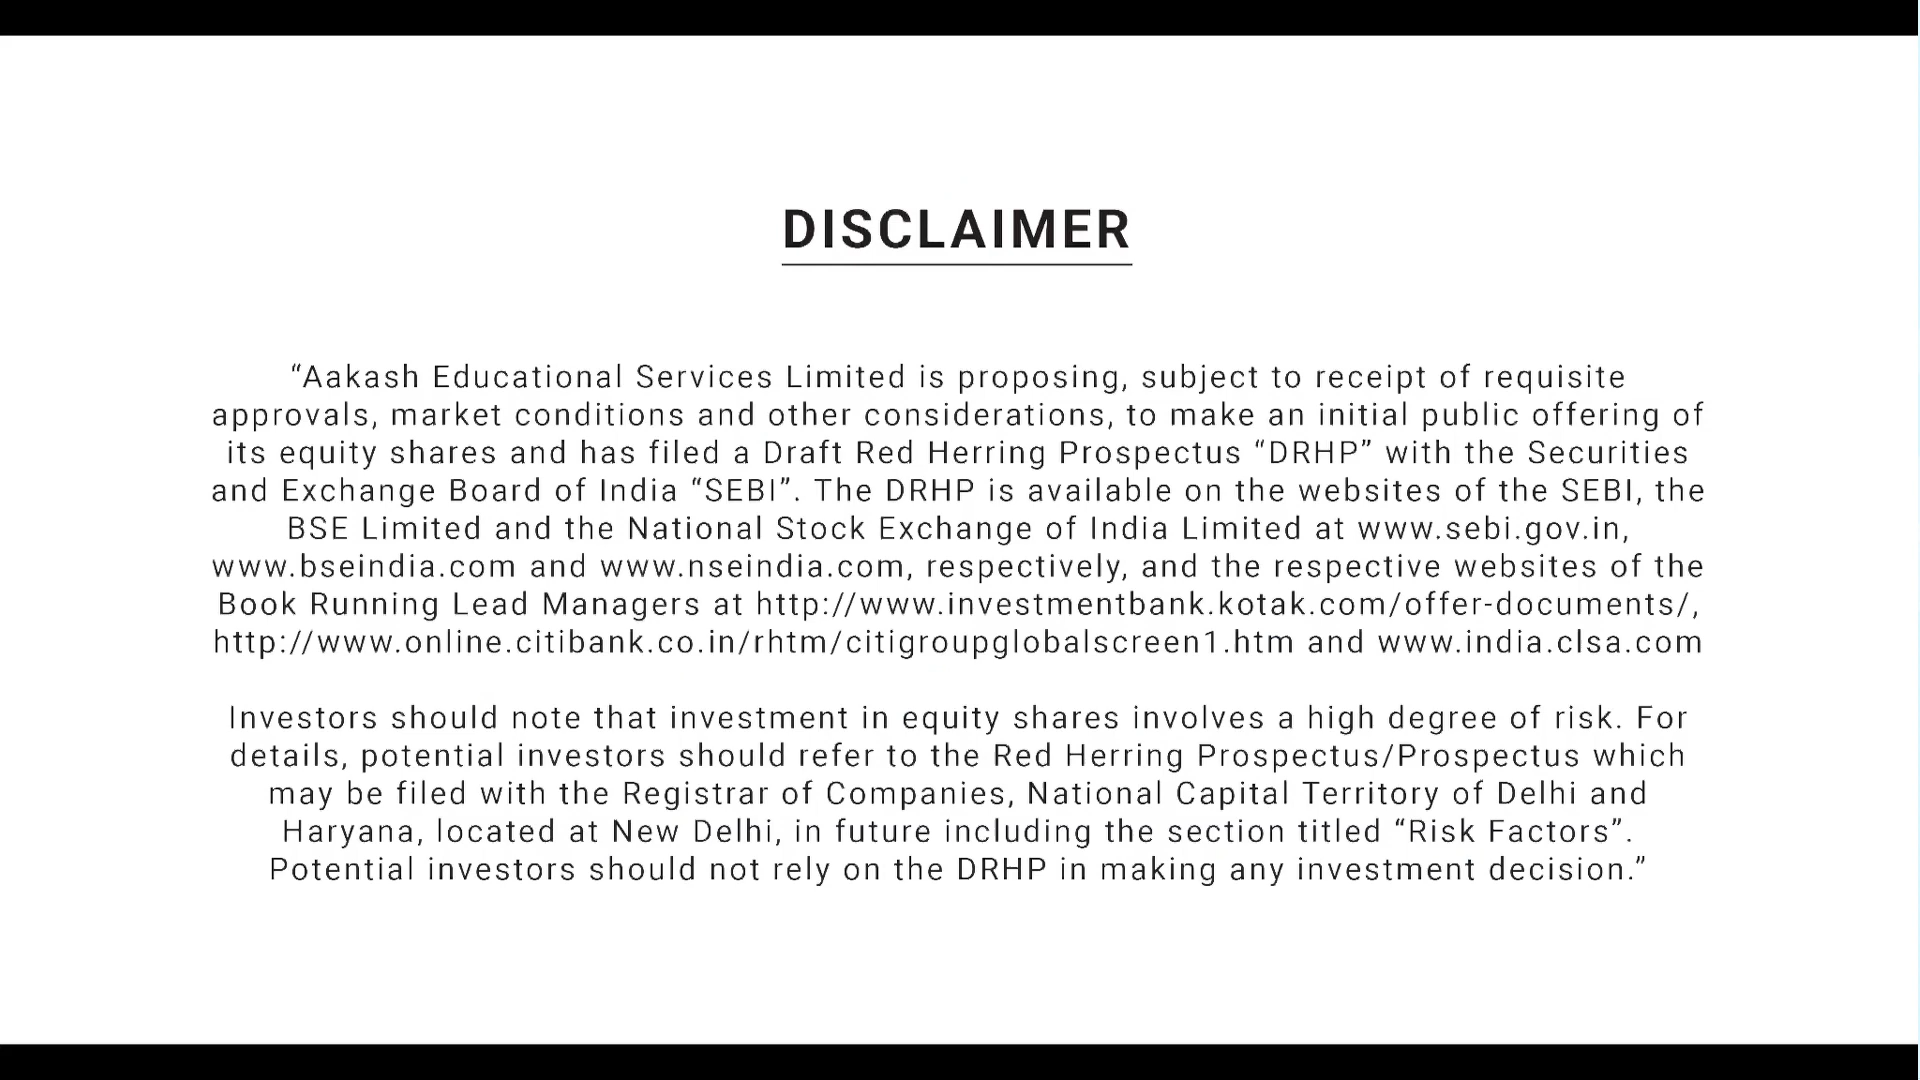 DISCLAIMER
“Aakash Educational Services Limited is proposing, subject to receipt of requisite
approvals, market conditions and other considerations, to make an initial public offering of
its equity shares and has filed a Draft Red Herring Prospectus “DRHP” with the Securities
and Exchange Board of India “SEBI”. The DRHP is available on the websites of the SEBI, the
BSE Limited and the National Stock Exchange of India Limited at www.sebi.gov.in,
www.bseindia.com and www.nseindia.com, respectively, and the respective websites of the
Book Running Lead Managers at http://www.investmentbank.kotak.com/offer-documents/,
http://www.online.citibank.co.in/rhtm/citigroupglobalscreen1.htm and www.india.clsa.com
Investors should note that investment in equity shares involves a high degree of risk. For
details, potential investors should refer to the Red Herring Prospectus/Prospectus which
may be filed with the Registrar of Companies, National Capital Territory of Delhi and
Haryana, located at New Delhi, in future including the section titled “Risk Factors”.
Potential investors should not rely on the DRHP in making any investment decision.”